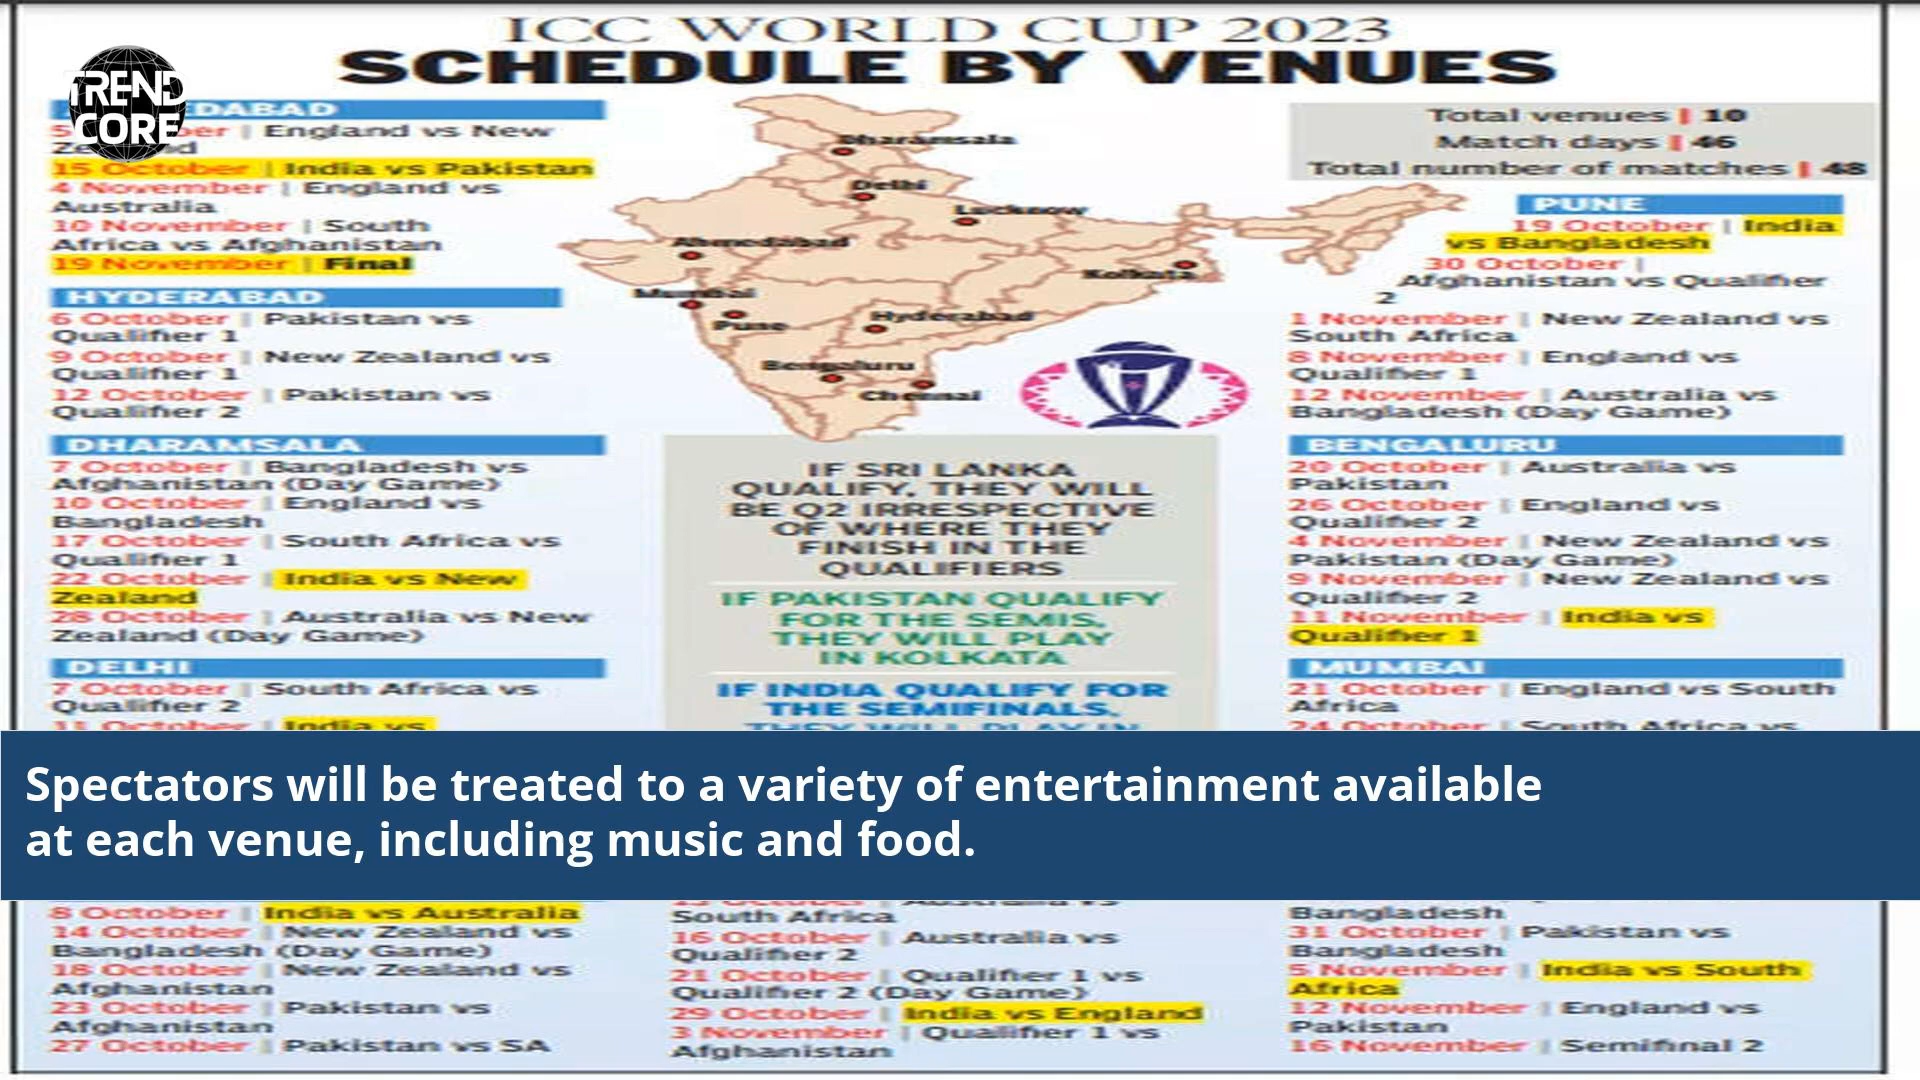 ICC WORLD CUP 2023
SCHEDULE BY VENUES
TREND
CORE
DABAD
England vs New
15 October | India vs Pakistan
4 November | England vs
Australia
10 November | South
Africa vs Afghanistan
19 November | Final
HYDERABAD
6 October | Pakistan vs
Qualifier 1
9 October | New Zealand vs
Qualifier 1
12 October | Pakistan vs
Qualifier 2
DHARAMSALA
7 October | Bangladesh vs
Afghanistan (Day Game)
10 October | England vs
Bangladesh
17 October | South Africa vs
Qualifier 1
22 October | India vs New
Zealand
28 October | Australia vs New
Zealand (Day Game)
DELHI
7 October | South Africa vs
Qualifier 2
11 October | India vs
Dharamsala
Delhi
Lucknow
Ahmedabad
Kolkata
Mumbai
Pune
Hyderabad
Bengaluru
Chennai
IF SRI LANKA
QUALIFY, THEY WILL
BE Q2 IRRESPECTIVE
OF WHERE THEY
FINISH IN THE
QUALIFIERS
IF PAKISTAN QUALIFY
FOR THE SEMIS,
THEY WILL PLAY
IN KOLKATA
IF INDIA QUALIFY FOR
THE SEMIFINALS,
THEY WILL PLAY IN
Total venues | 10
Match days | 46
Total number of matches | 48
PUNE
19 October | India
vs Bangladesh
30 October |
Afghanistan vs Qualifier
2
1 November | New Zealand vs
South Africa
8 November | England vs
Qualifier 1
12 November | Australia vs
Bangladesh (Day Game)
BENGALURU
20 October | Australia vs
Pakistan
26 October | England vs
Qualifier 2
4 November | New Zealand vs
Pakistan (Day Game)
9 November | New Zealand vs
Qualifier 2
11 November | India vs
Qualifier 1
MUMBAI
21 October | England vs South
Africa
24 October | South Africa vs
Spectators will be treated to a variety of entertainment available
at each venue, including music and food.
8 October | India vs Australia
14 October | New Zealand vs
Bangladesh (Day Game)
18 October | New Zealand vs
Afghanistan
23 October | Pakistan vs
Afghanistan
27 October | Pakistan vs SA
South Africa
16 October | Australia vs
Qualifier 2
21 October | Qualifier 1 vs
Qualifier 2 (Day Game)
29 October | India vs England
3 November | Qualifier 1 vs
Afghanistan
Bangladesh
31 October | Pakistan vs
Bangladesh
5 November | India vs South
Africa
12 November | England vs
Pakistan
16 November | Semifinal 2